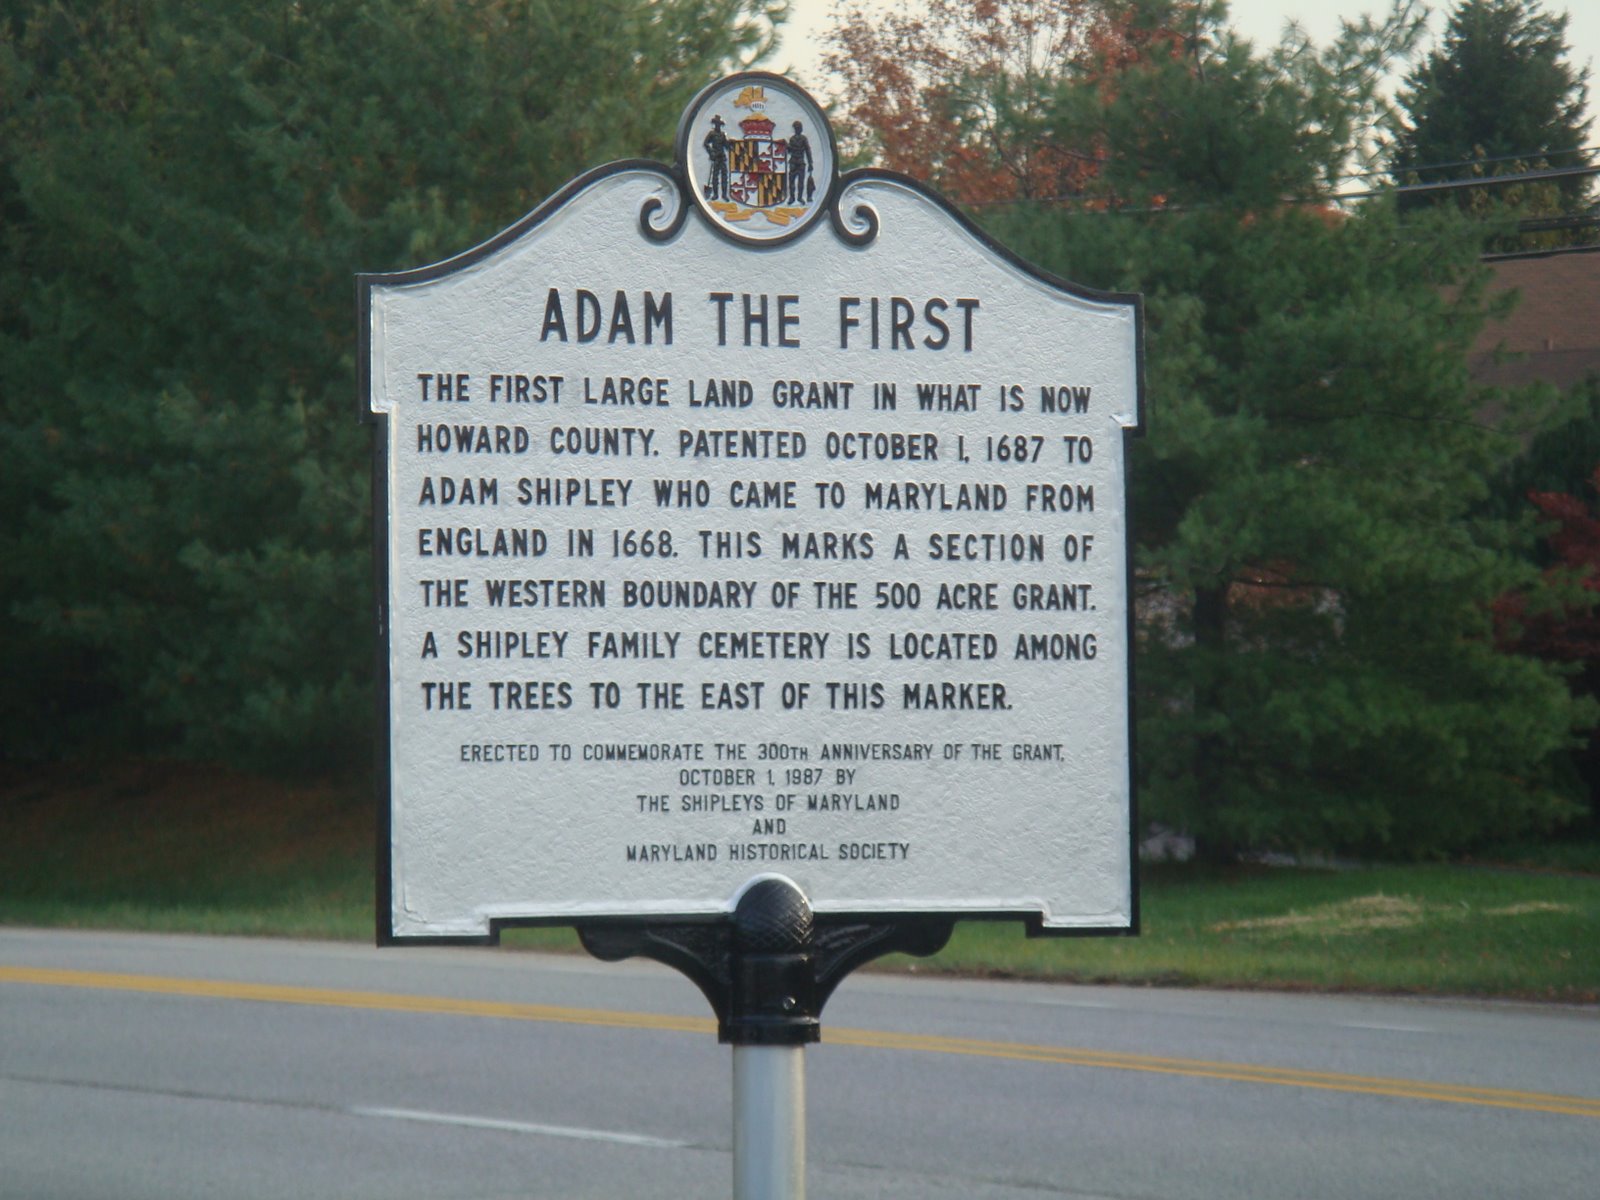 ADAM THE FIRST
THE FIRST LARGE LAND GRANT IN WHAT IS NOW
HOWARD COUNTY. PATENTED OCTOBER 1, 1687 TO
ADAM SHIPLEY WHO CAME TO MARYLAND FROM
ENGLAND IN 1668. THIS MARKS A SECTION OF
THE WESTERN BOUNDARY OF THE 500 ACRE GRANT.
A SHIPLEY FAMILY CEMETERY IS LOCATED AMONG
THE TREES TO THE EAST OF THIS MARKER.
ERECTED TO COMMEMORATE THE 300TH ANNIVERSARY OF THE GRANT,
OCTOBER 1, 1987 BY
THE SHIPLEYS OF MARYLAND
AND
MARYLAND HISTORICAL SOCIETY